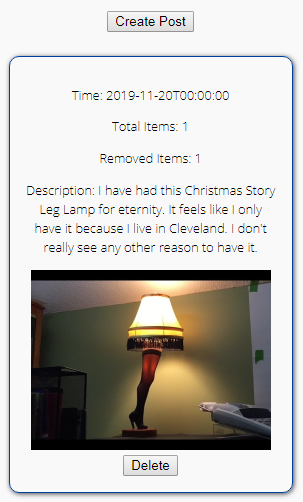 Create Post
Time: 2019-11-20T00:00:00
Total Items: 1
Removed Items: 1
Description: I have had this Christmas Story
Leg Lamp for eternity. It feels like I only
have it because I live in Cleveland. I don't
really see any other reason to have it.
Delete